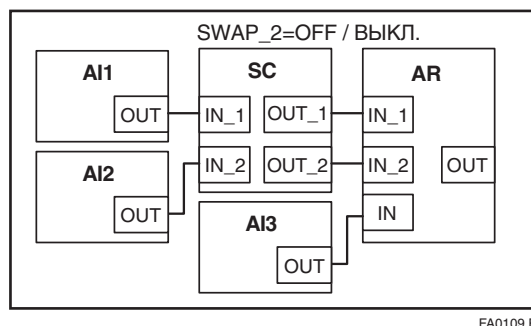 SWAP_2=OFF / ВЫКЛ.
AI1
OUT
AI2
OUT
SC
IN_1
OUT_1
IN_2
OUT_2
AI3
OUT
AR
IN_1
IN_2
OUT
IN